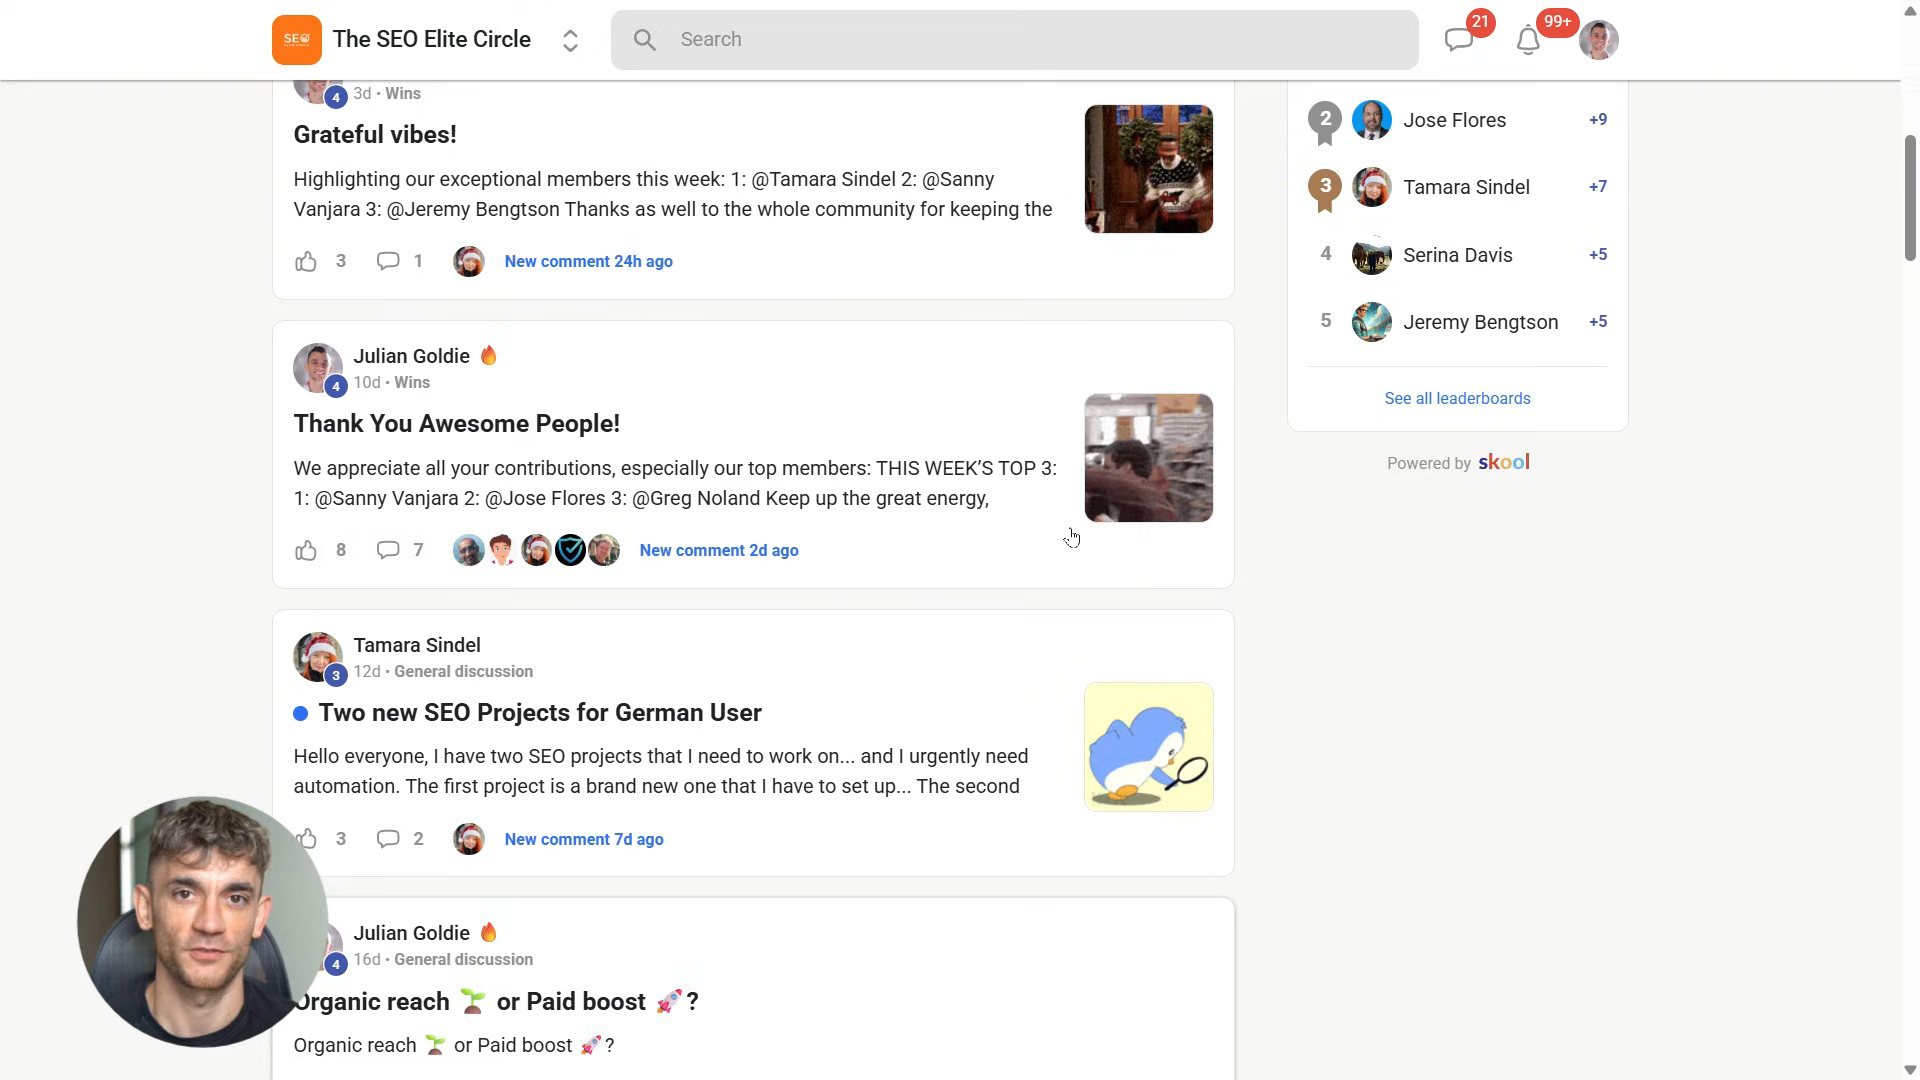 SEO
The SEO Elite Circle
Search
21
99+
4
3d • Wins
Grateful vibes!
Highlighting our exceptional members this week: 1: @Tamara Sindel 2: @Sanny
Vanjara 3: @Jeremy Bengtson Thanks as well to the whole community for keeping the
3
1
New comment 24h ago
Julian Goldie 🔥
4
10d • Wins
Thank You Awesome People!
We appreciate all your contributions, especially our top members: THIS WEEK’S TOP 3:
1: @Sanny Vanjara 2: @Jose Flores 3: @Greg Noland Keep up the great energy,
8
7
New comment 2d ago
Tamara Sindel
3
12d • General discussion
Two new SEO Projects for German User
Hello everyone, I have two SEO projects that I need to work on... and I urgently need
automation. The first project is a brand new one that I have to set up... The second
3
2
New comment 7d ago
Julian Goldie 🔥
4
16d • General discussion
Organic reach 🌱 or Paid boost 🚀?
Organic reach 🌱 or Paid boost 🚀?
2
Jose Flores
+9
3
Tamara Sindel
+7
4
Serina Davis
+5
5
Jeremy Bengtson
+5
See all leaderboards
Powered by skool